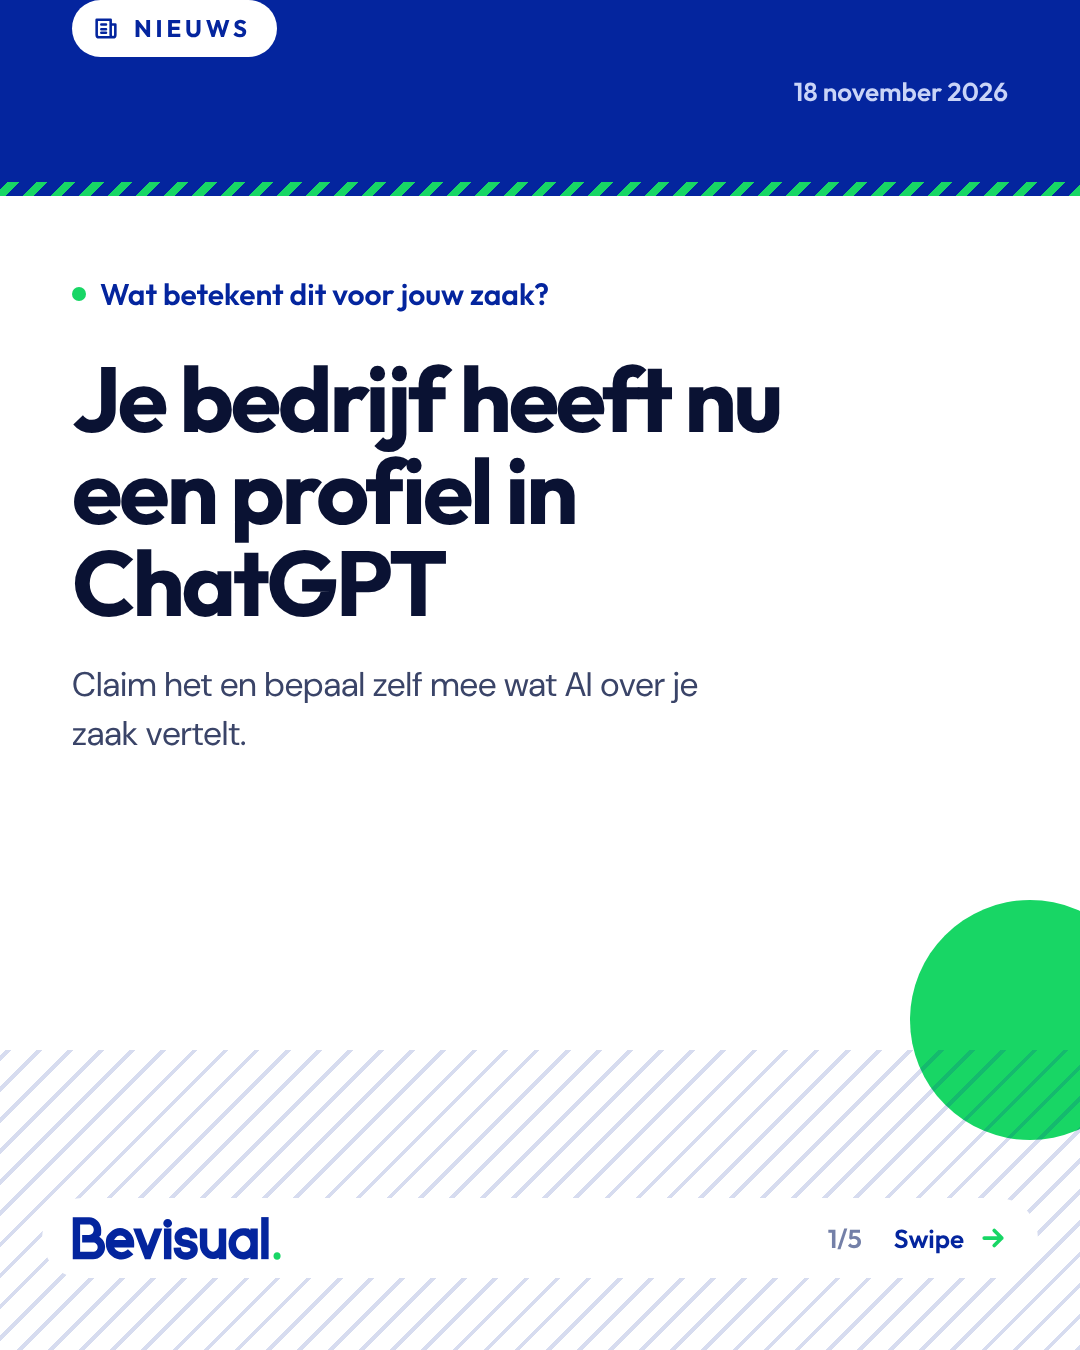 NIEUWS
18 november 2026
Wat betekent dit voor jouw zaak?
Je bedrijf heeft nu
een profiel in
ChatGPT
Claim het en bepaal zelf mee wat AI over je
zaak vertelt.
Bevisual.
1/5 Swipe →